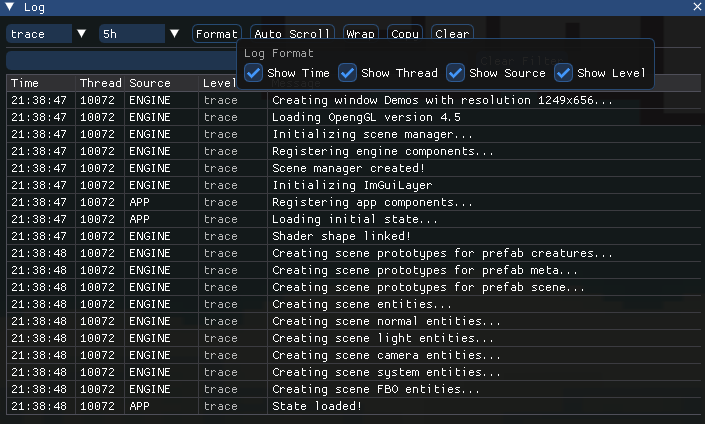 Log
trace 5h Format Auto Scroll Wrap Copy Clear
Log Format
Clear Filter
Show Time Show Thread Show Source Show Level
Time Thread Source Level
21:38:47 10072 ENGINE trace Creating window Demos with resolution 1249x656...
21:38:47 10072 ENGINE trace Loading OpengGL version 4.5
21:38:47 10072 ENGINE trace Initializing scene manager...
21:38:47 10072 ENGINE trace Registering engine components...
21:38:47 10072 ENGINE trace Scene manager created!
21:38:47 10072 ENGINE trace Initializing ImGuiLayer
21:38:47 10072 APP trace Registering app components...
21:38:47 10072 APP trace Loading initial state...
21:38:47 10072 ENGINE trace Shader shape linked!
21:38:48 10072 ENGINE trace Creating scene prototypes for prefab creatures...
21:38:48 10072 ENGINE trace Creating scene prototypes for prefab meta...
21:38:48 10072 ENGINE trace Creating scene prototypes for prefab scene...
21:38:48 10072 ENGINE trace Creating scene entities...
21:38:48 10072 ENGINE trace Creating scene normal entities...
21:38:48 10072 ENGINE trace Creating scene light entities...
21:38:48 10072 ENGINE trace Creating scene camera entities...
21:38:48 10072 ENGINE trace Creating scene system entities...
21:38:48 10072 ENGINE trace Creating scene FBO entities...
21:38:48 10072 APP trace State loaded!